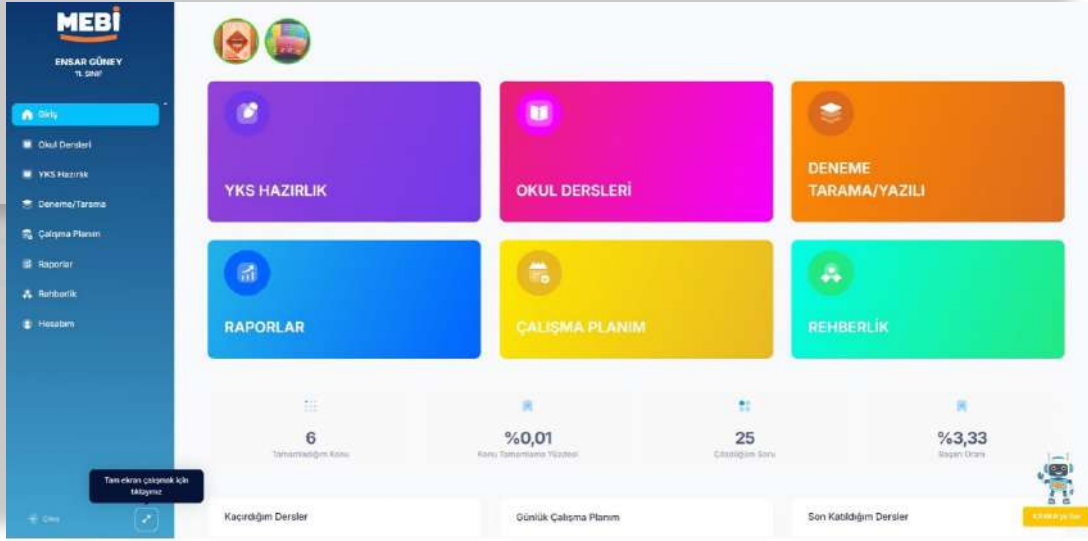 MEBİ
ENSAR GÜNEY
11. SINIF
Giriş
Okul Dersleri
YKS Hazırlık
Deneme/Tarama
Çalışma Planım
Raporlar
Rehberlik
Hesabım
Tam ekran çalışmak için
tıklayınız
Çıkış
YKS HAZIRLIK
OKUL DERSLERİ
DENEME
TARAMA/YAZILI
RAPORLAR
ÇALIŞMA PLANIM
REHBERLİK
6
Tamamladığım Konu
%0,01
Konu Tamamlama Yüzdesi
25
Çözdüğüm Soru
%3,33
Başarı Oranı
Kaçırdığım Dersler
Günlük Çalışma Planım
Son Katıldığım Dersler